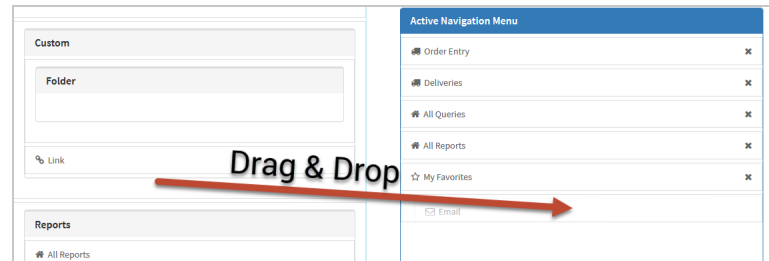 Custom
Folder
Link
Reports
All Reports
Drag & Drop
Active Navigation Menu
Order Entry
Deliveries
All Queries
All Reports
My Favorites
Email